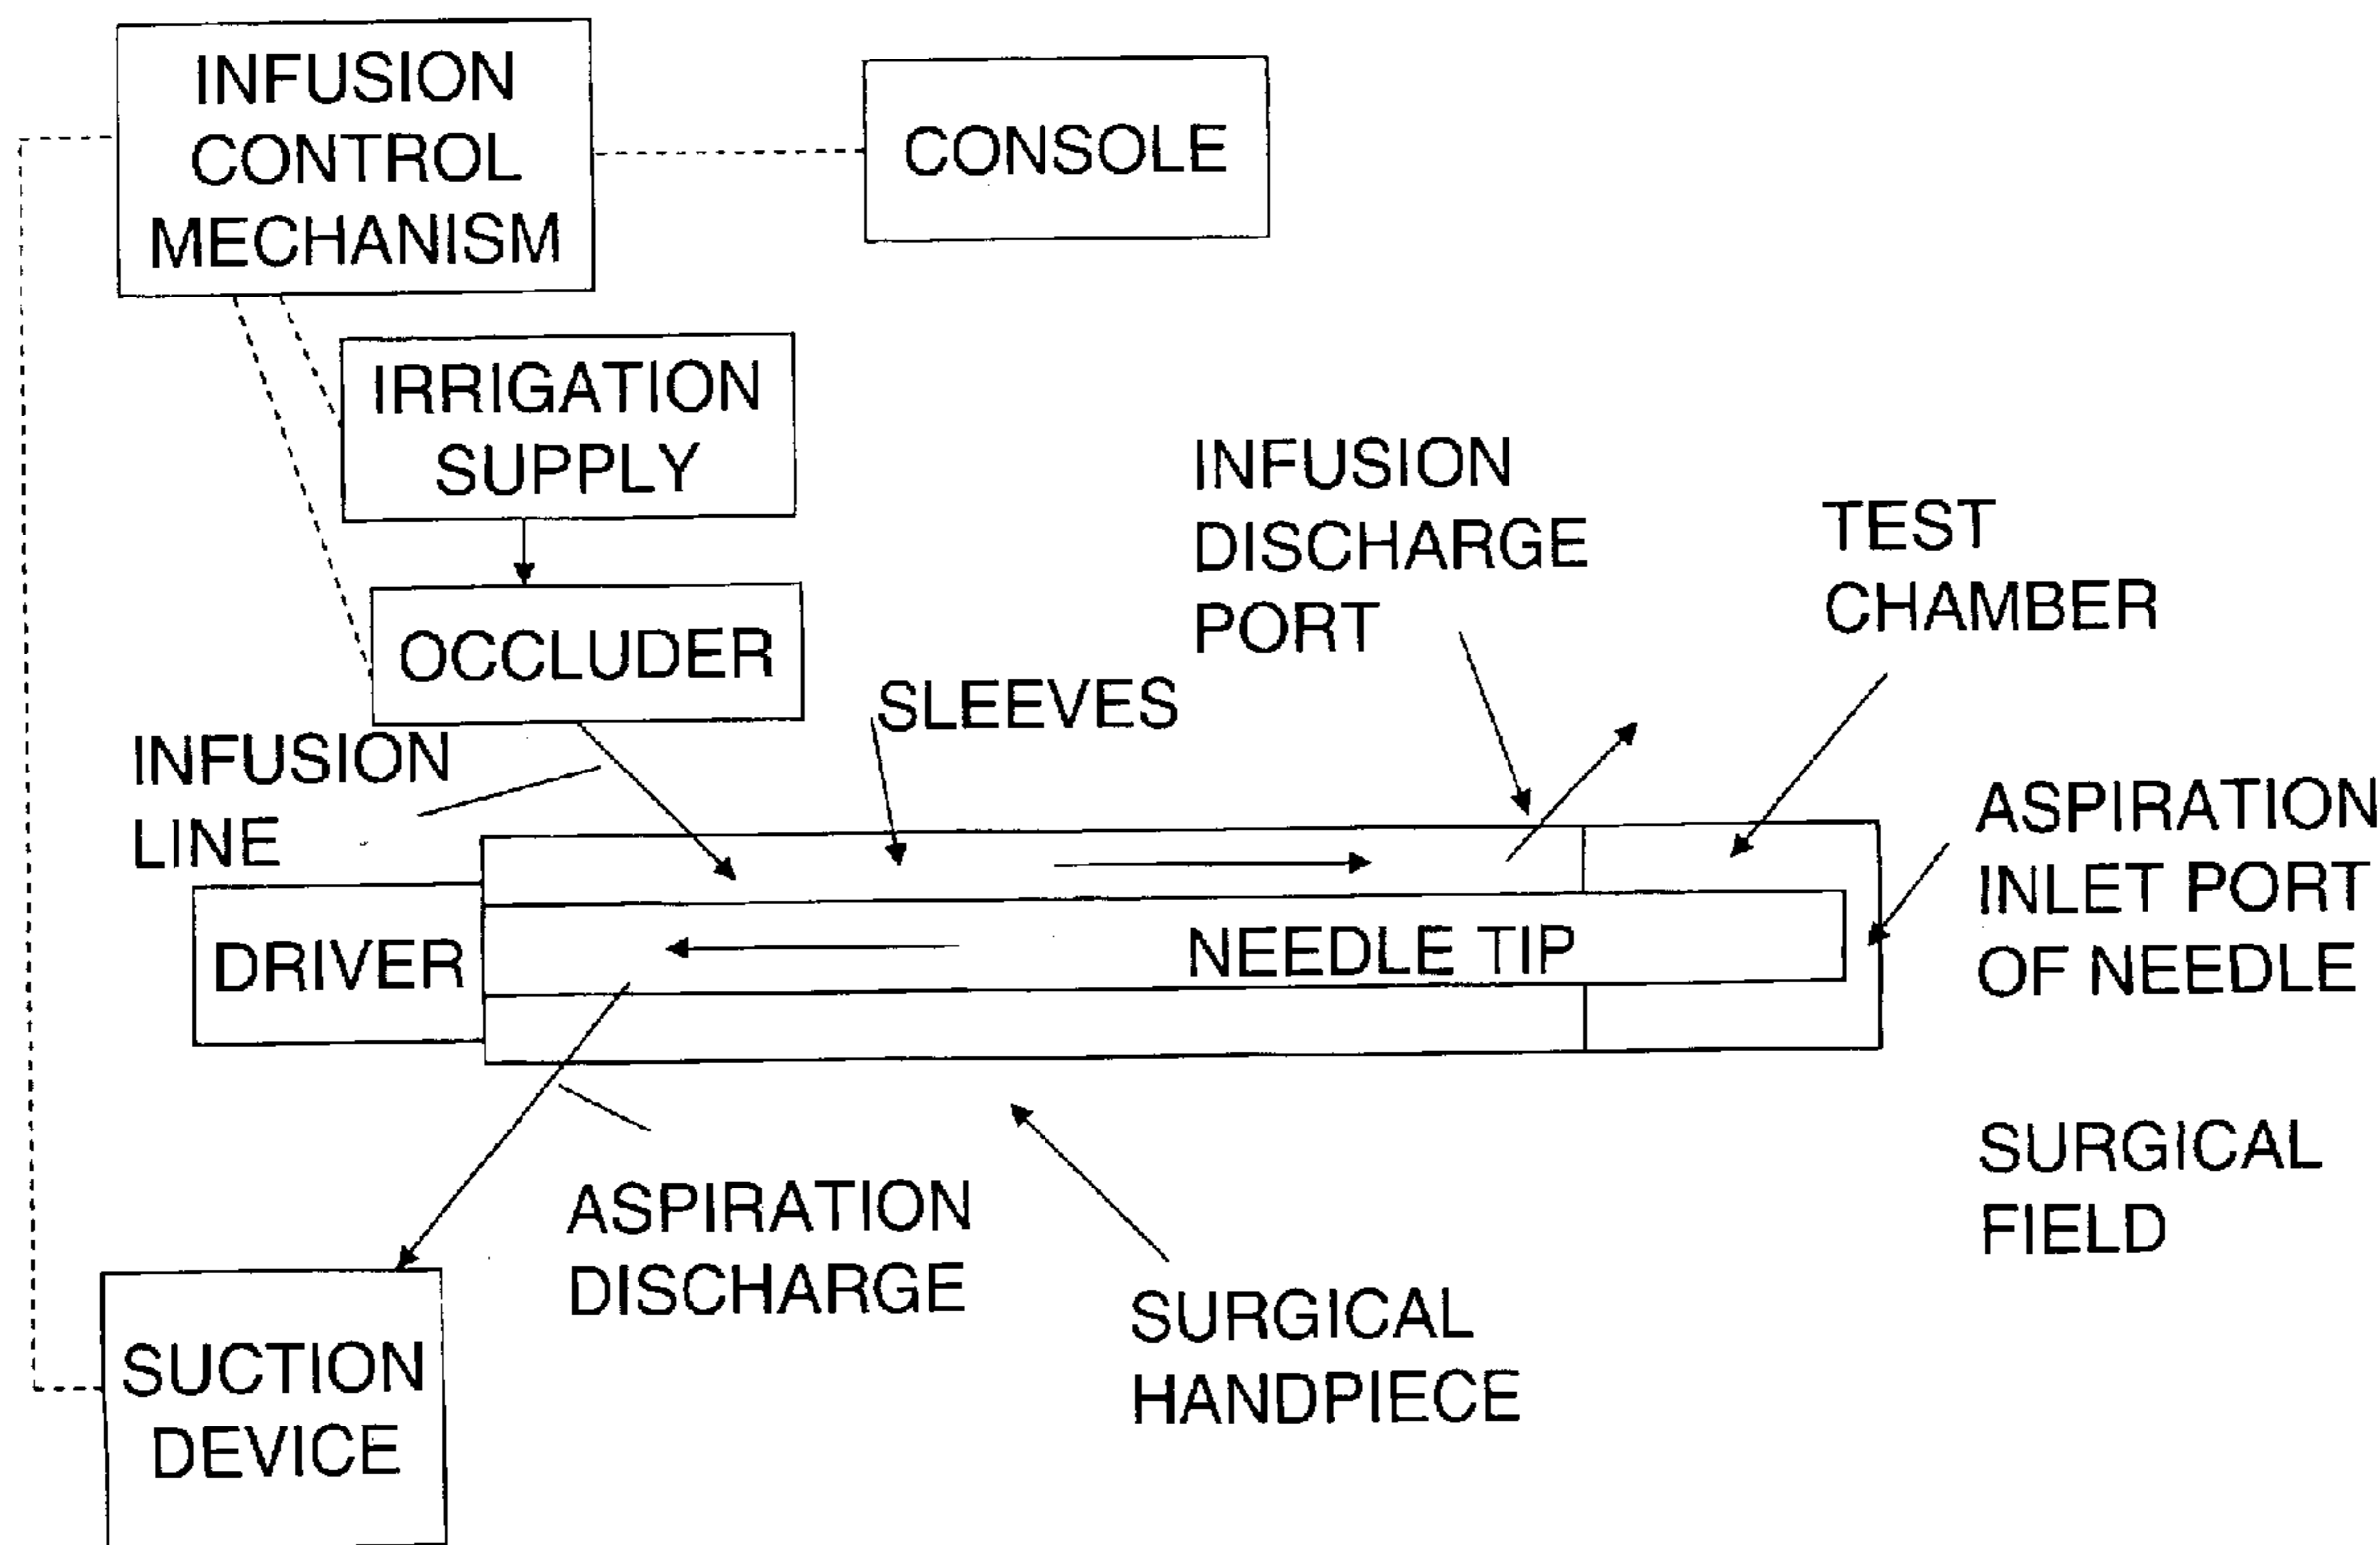 INFUSION
CONTROL
MECHANISM
CONSOLE
IRRIGATION
SUPPLY
OCCLUDER
INFUSION
DISCHARGE
PORT
TEST
CHAMBER
SLEEVES
INFUSION
LINE
ASPIRATION
INLET PORT
OF NEEDLE
DRIVER
NEEDLE TIP
SURGICAL
FIELD
ASPIRATION
DISCHARGE
SURGICAL
HANDPIECE
SUCTION
DEVICE